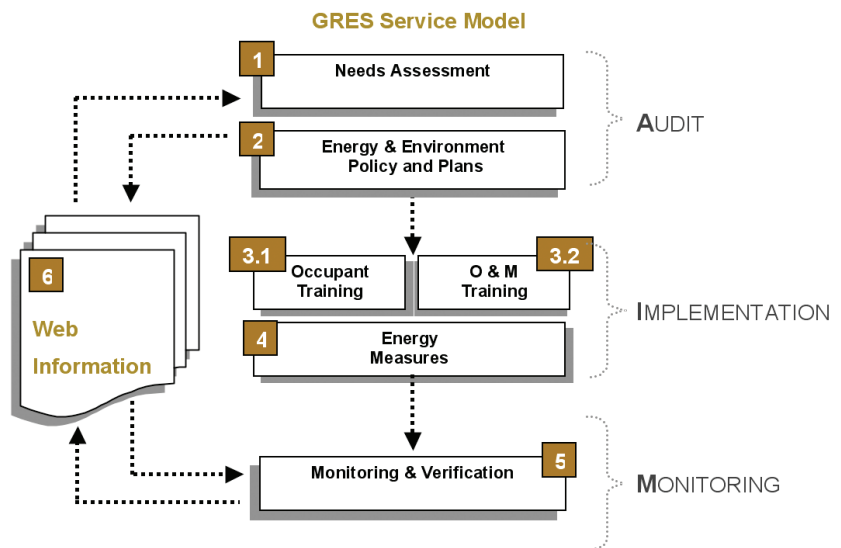 GRES Service Model
1
Needs Assessment
2
Energy & Environment
Policy and Plans
AUDIT
3.1
Occupant
Training
O & M
Training
3.2
4
Energy
Measures
IMPLEMENTATION
6
Web
Information
Monitoring & Verification
5
MONITORING